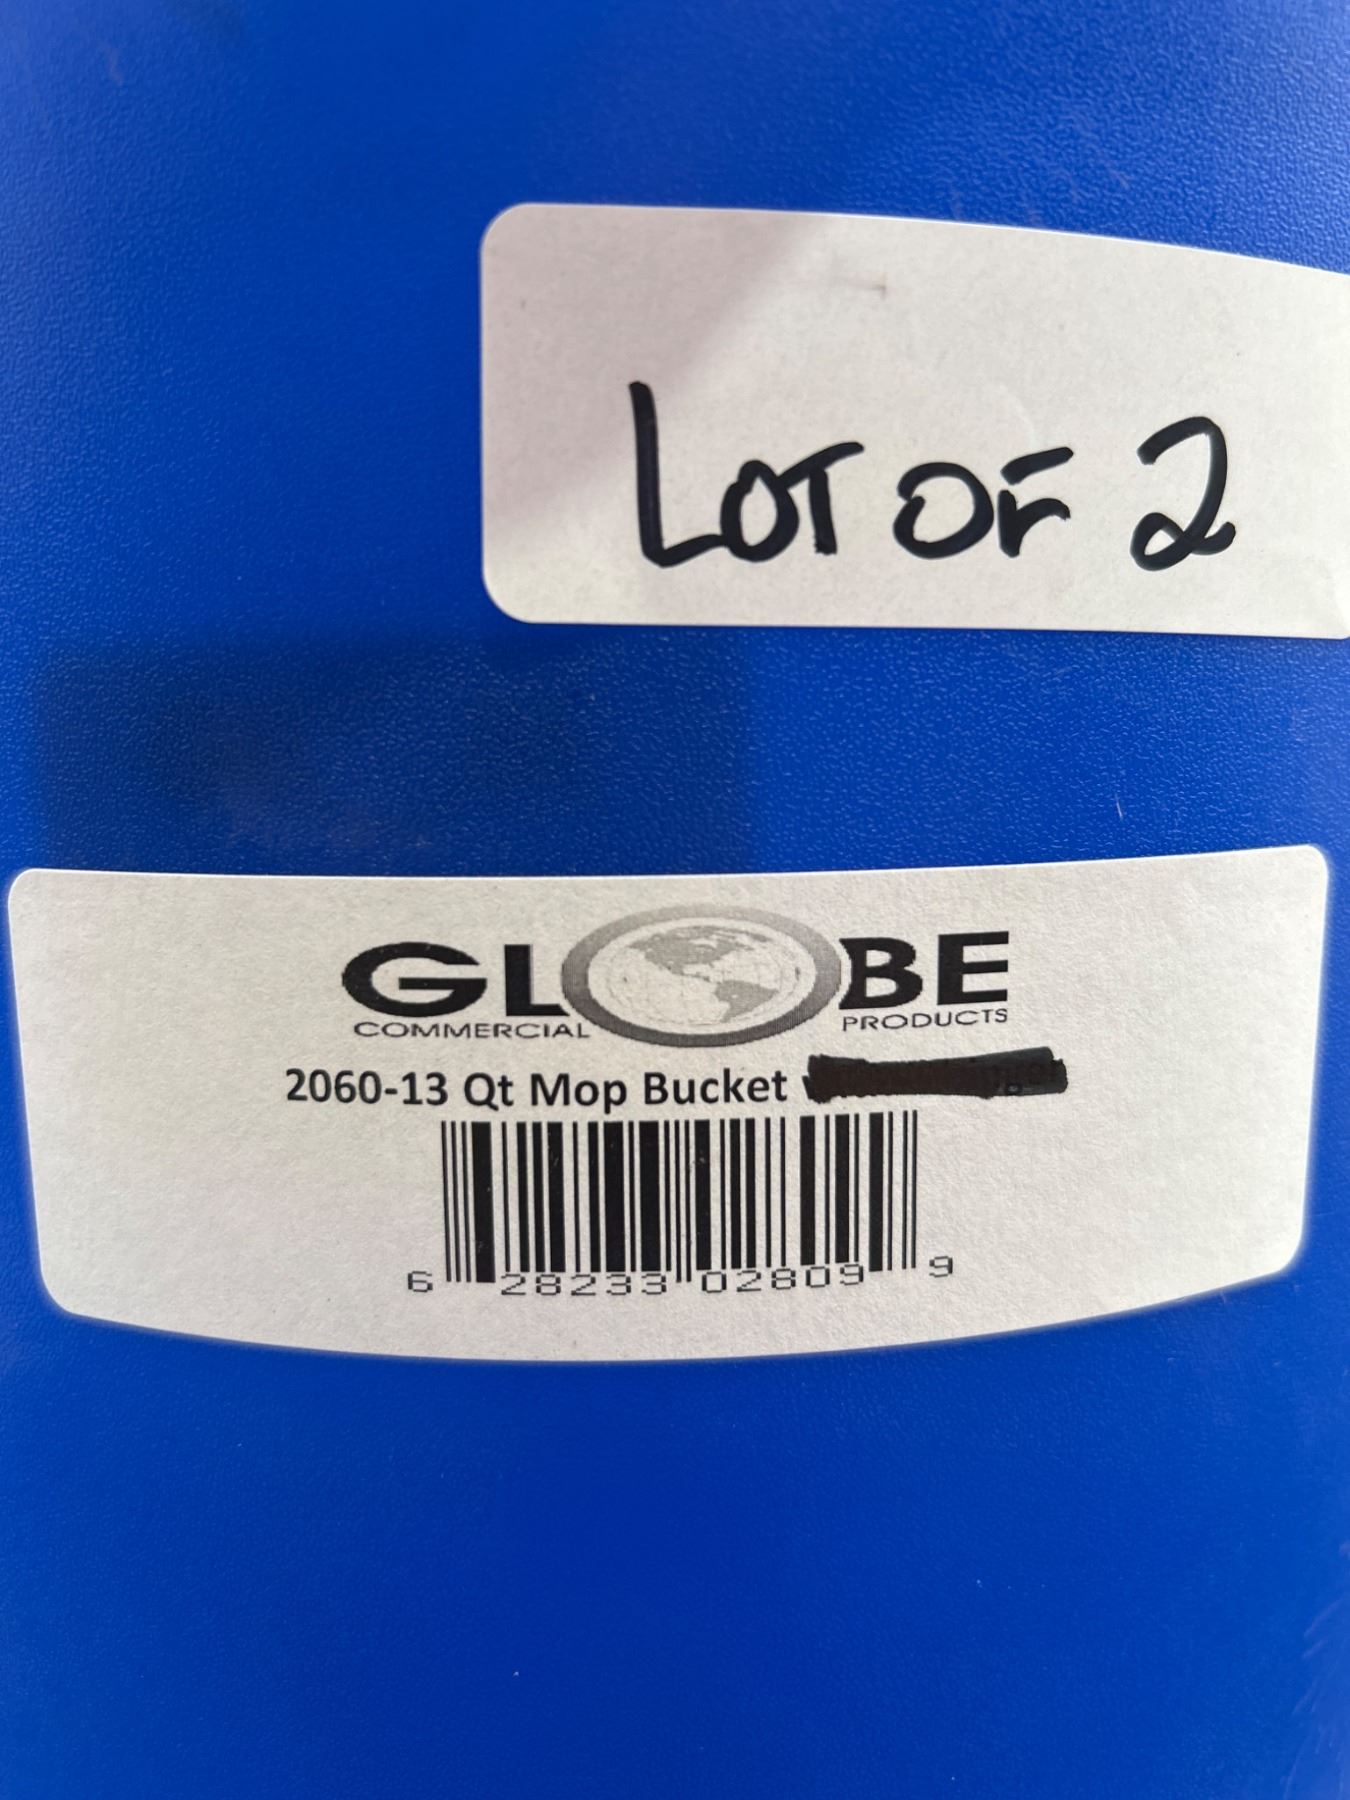 LOT OF 2
GLOBE
COMMERCIAL PRODUCTS
2060-13 Qt Mop Bucket
6 28233 02809 9